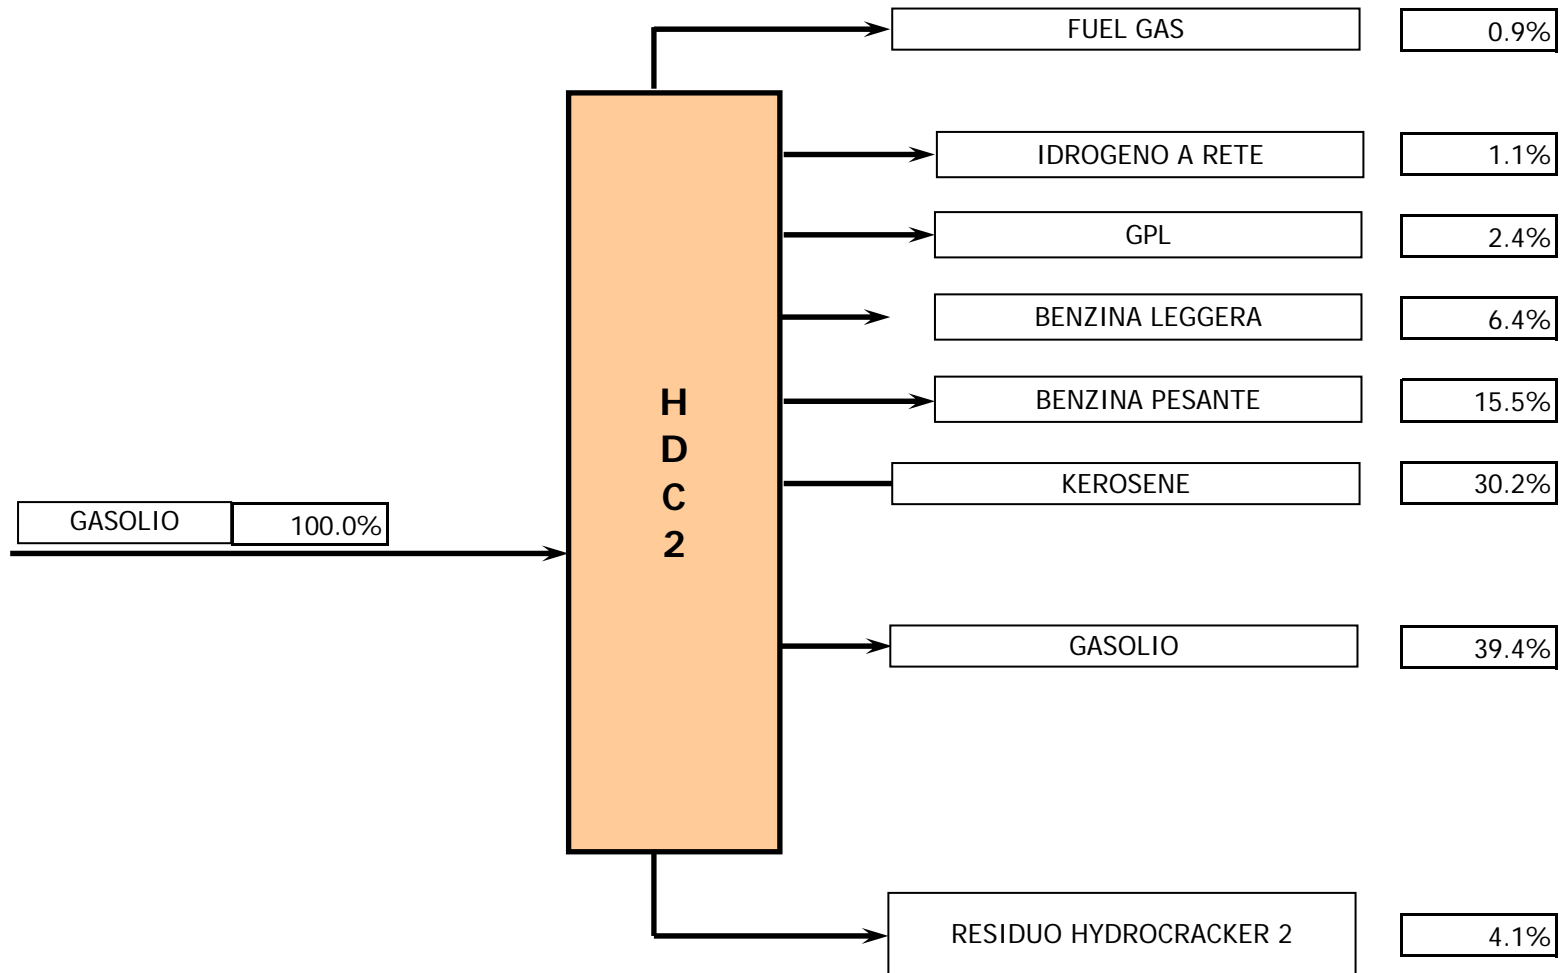 FUEL GAS 0.9%
IDROGENO A RETE 1.1%
GPL 2.4%
BENZINA LEGGERA 6.4%
BENZINA PESANTE 15.5%
KEROSENE 30.2%
GASOLIO 100.0%
H
D
C
2
GASOLIO 39.4%
RESIDUO HYDROCRACKER 2 4.1%